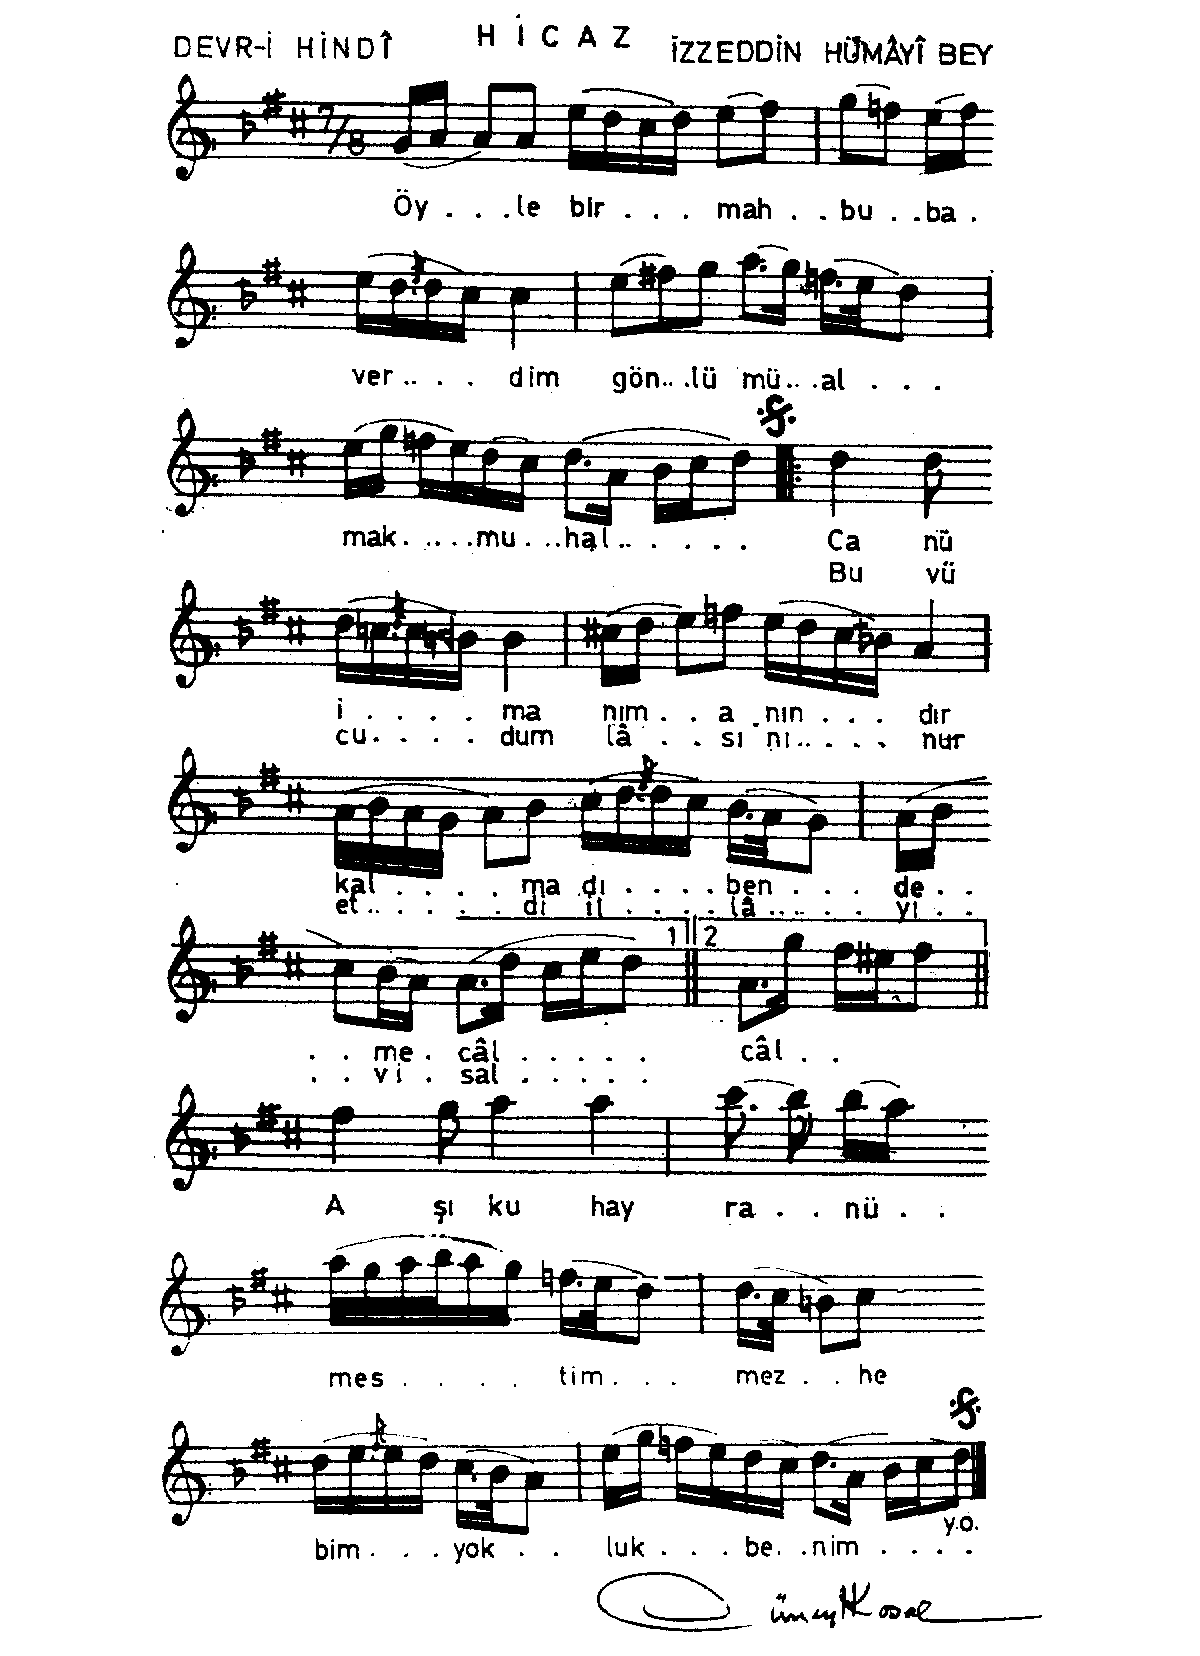 HİCAZ
DEVR-İ HİNDÎ İZZEDDİN HÜMÂYÎ BEY
7/8
Öy . . .le bir . . . mah . . bu . .ba .
ver . . . . dim gön. . .lü mü. . .al . . .
mak. . . . .mu . . .hal . . . . . . Ca nü
Bu vü
i . . . . ma nım. . a .nın . . . dır
cu. . . . dum lâ . . sı nı . . . . . nur
kal . . . . ma dı . . . . ben . . . de . .
et . . . . . di il . . . . lâ . . . . yi . .
1 2
. . me . câl . . . . . câl . .
. . vi . sal . . . . .
A şı ku hay ra . . nü . .
mes . . . . tim . . . mez . . he
bim . . . yok . . luk . . . be. .nim . . . .
y.o.
Cüneyt Kosal